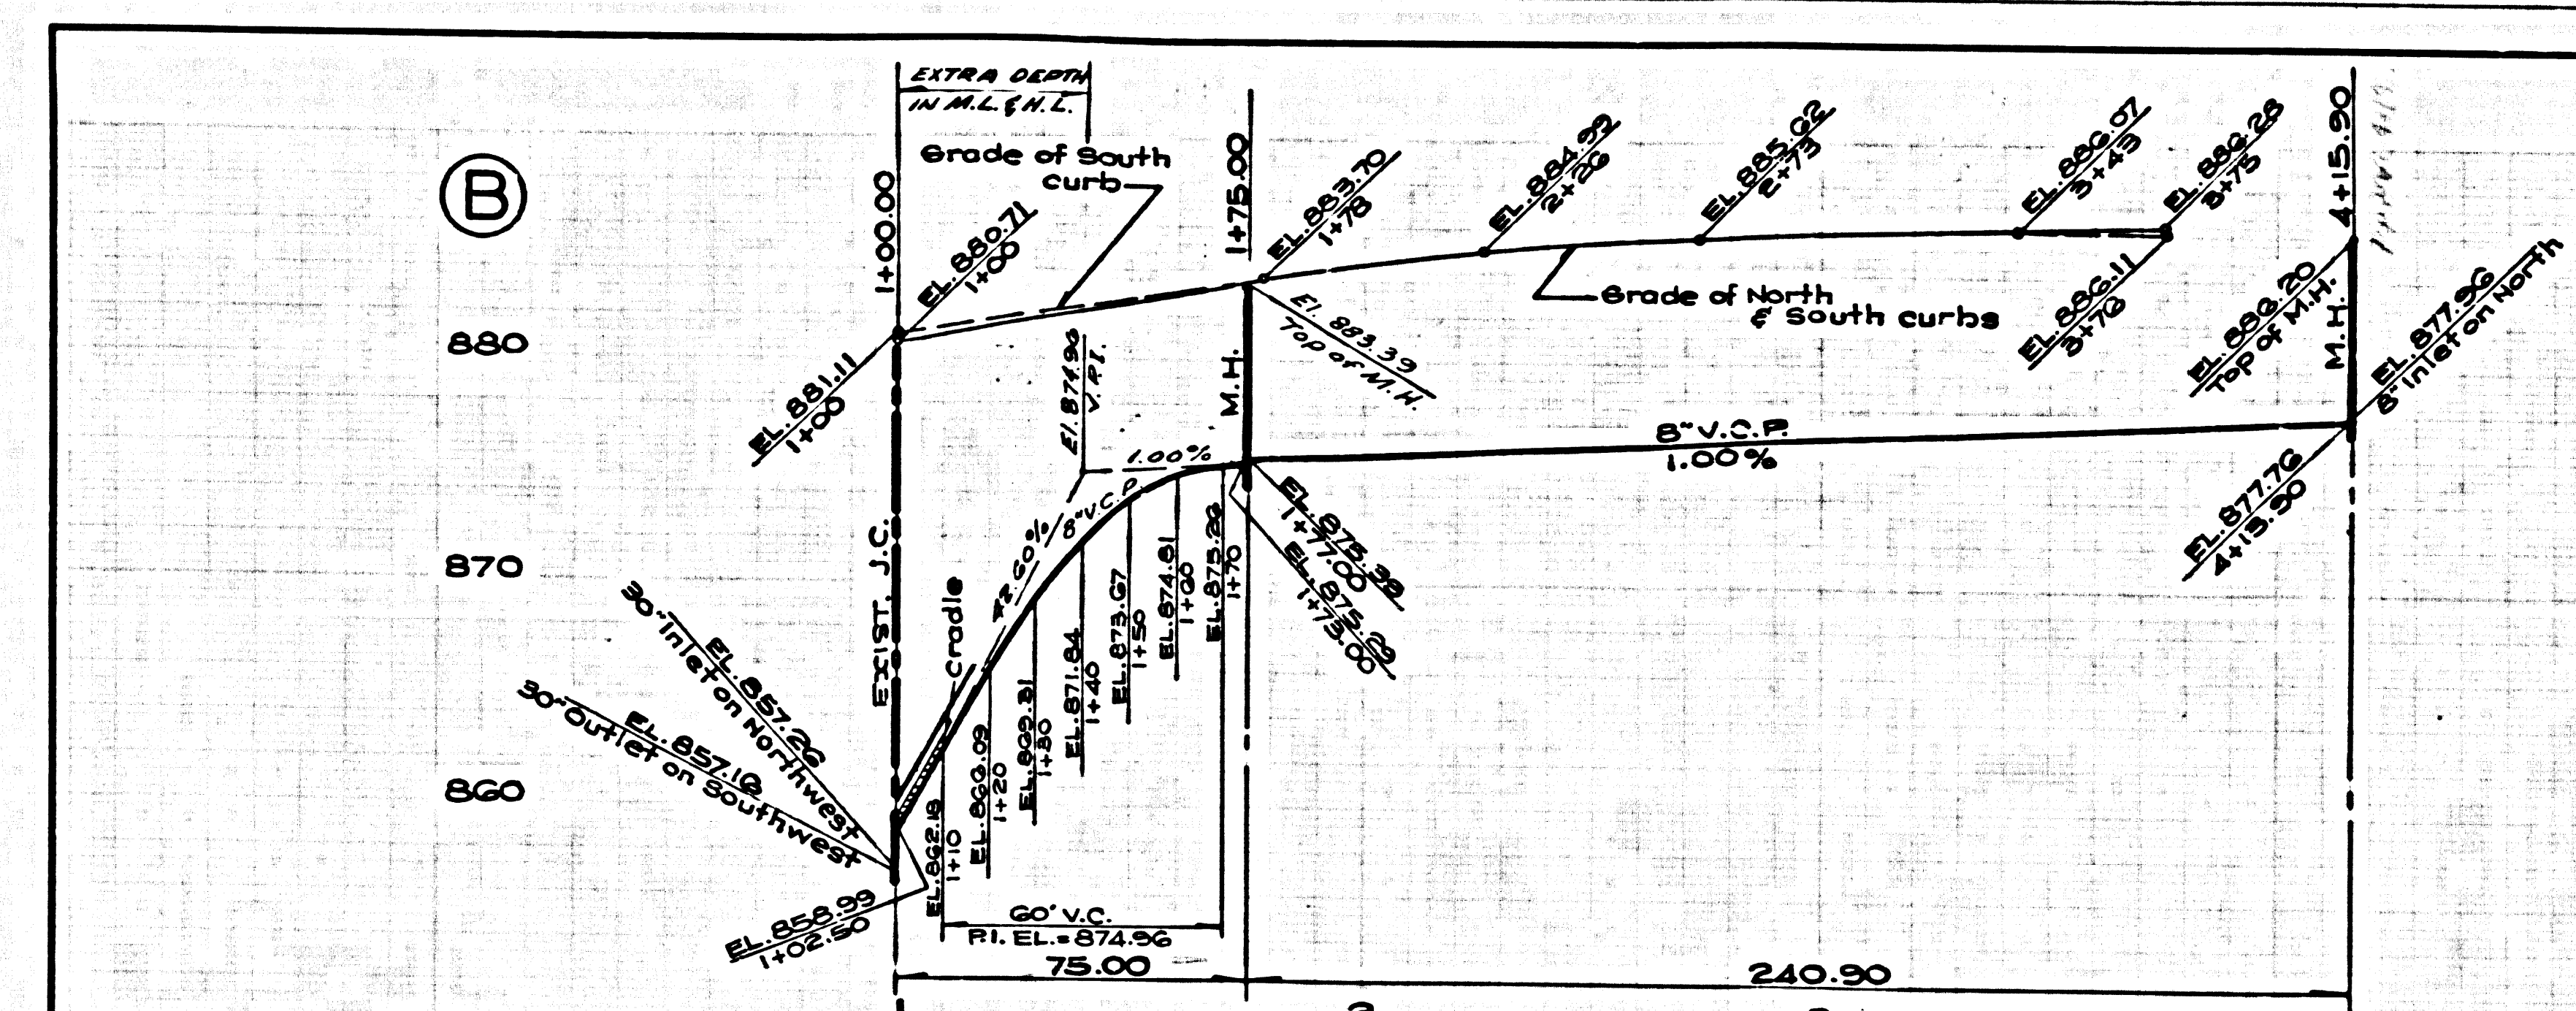 EXTRA DEPTH
IN M.L. & H.L.
B
Grade of South
curb
1+00.00
EL.880.71
1+00
1+75.00
EL.883.70
1+78
EL.884.99
2+26
EL.885.62
2+73
EL.886.07
3+43
EL.886.28
3+75
4+15.90
880
EL.881.11
1+00
El. 874.96
V.P.I.
M.H.
El. 883.39
Top of M.H.
Grade of North
& South curbs
EL.886.11
3+76
EL.886.20
Top of M.H.
M.H.
EL.877.96
8" Inlet on North
1.00%
8" V.C.P.
8" V.C.P.
1.00%
42.60%
EXIST. J.C.
Cradle
870
EL.875.33
1+77.00
EL.875.29
1+73.00
EL.877.76
4+15.90
EL.857.26
30" Inlet on Northwest
EL.857.16
30" Outlet on Southwest
860
EL.862.18
1+10
EL.866.09
1+20
EL.869.31
1+30
EL.871.84
1+40
EL.873.67
1+50
EL.874.81
1+60
EL.875.26
1+70
EL.858.99
1+02.50
60' V.C.
P.I. EL.=874.96
75.00
240.90